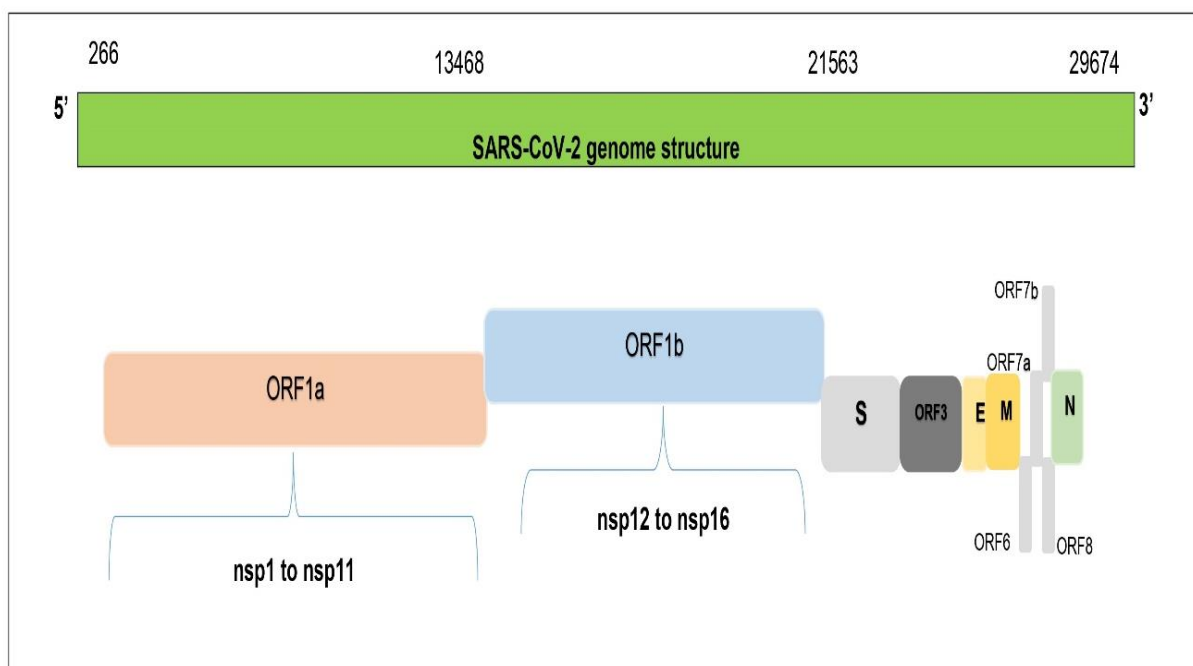 266
13468
21563
29674
5’
3’
SARS-CoV-2 genome structure
ORF7b
ORF1b
ORF7a
ORF1a
S
ORF3
E
M
N
nsp12 to nsp16
ORF6
ORF8
nsp1 to nsp11